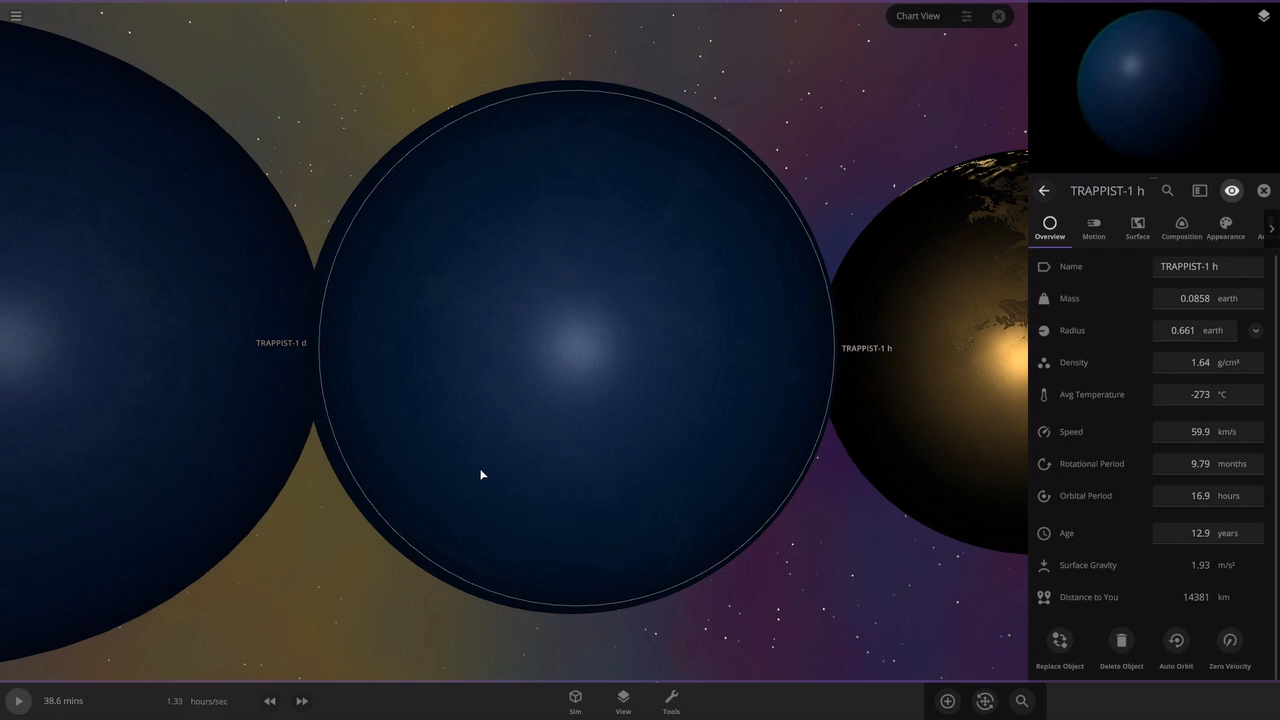 Chart View
TRAPPIST-1 d
TRAPPIST-1 h
TRAPPIST-1 h
Overview
Motion
Surface
Composition
Appearance
Name
TRAPPIST-1 h
Mass
0.0858 earth
Radius
0.661 earth
Density
1.64 g/cm³
Avg Temperature
-273 °C
Speed
59.9 km/s
Rotational Period
9.79 months
Orbital Period
16.9 hours
Age
12.9 years
Surface Gravity
1.93 m/s²
Distance to You
14381 km
Replace Object
Delete Object
Auto Orbit
Zero Velocity
38.6 mins
1.33 hours/sec
Sim
View
Tools